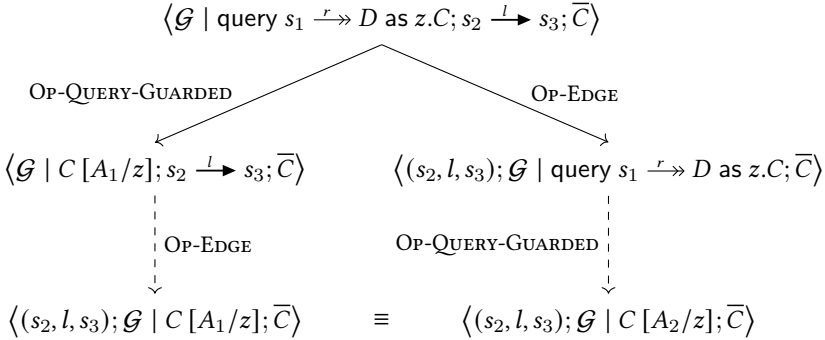 ⟨𝒢 | query s₁ —r↠ D as z.C; s₂ —l→ s₃; C̅⟩
Op-Query-Guarded
Op-Edge
⟨𝒢 | C [A₁/z]; s₂ —l→ s₃; C̅⟩
⟨(s₂, l, s₃); 𝒢 | query s₁ —r↠ D as z.C; C̅⟩
Op-Edge
Op-Query-Guarded
⟨(s₂, l, s₃); 𝒢 | C [A₁/z]; C̅⟩ ≡ ⟨(s₂, l, s₃); 𝒢 | C [A₂/z]; C̅⟩